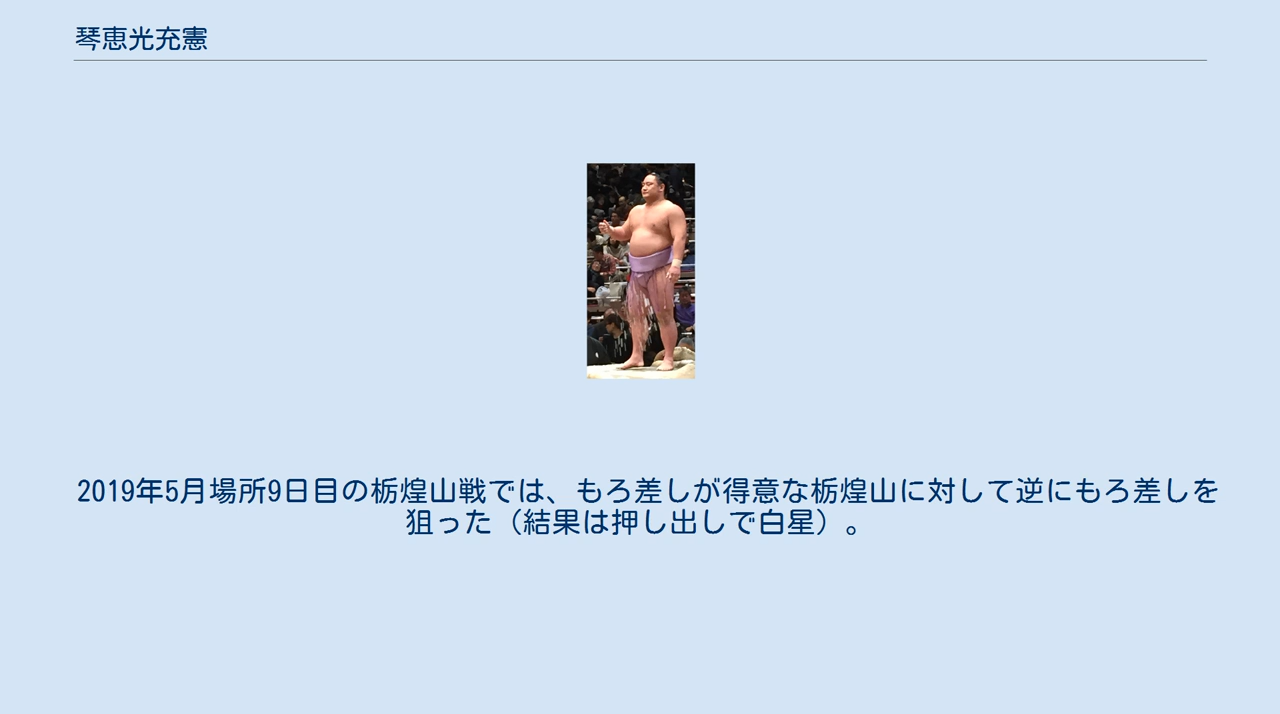 琴恵光充憲
2019年5月場所9日目の栃煌山戦では、もろ差しが得意な栃煌山に対して逆にもろ差しを
狙った（結果は押し出しで白星）。